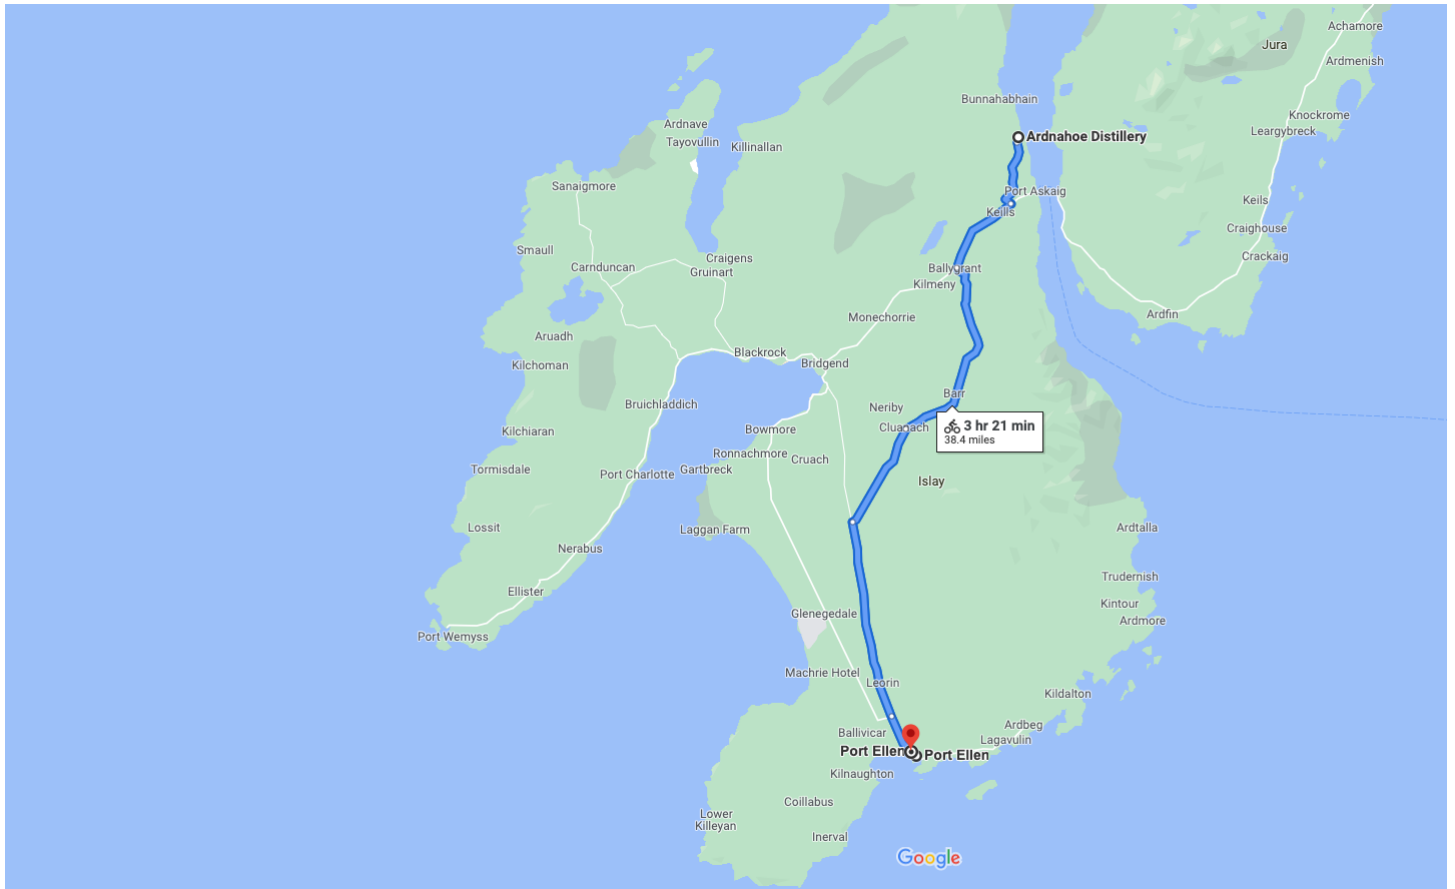 Achamore
Jura
Ardmenish
Bunnahabhain
Knockrome
Leargybreck
Ardnave
Tayovullin
Killinallan
Ardnahoe Distillery
Sanaigmore
Port Askaig
Keills
Keils
Craighouse
Crackaig
Smaull
Carnduncan
Craigens
Gruinart
Ballygrant
Kilmeny
Monechorrie
Ardfin
Aruadh
Blackrock
Bridgend
Kilchoman
Bruichladdich
Barr
Neriby
Cluanach
3 hr 21 min
38.4 miles
Kilchiaran
Bowmore
Ronnachmore
Cruach
Tormisdale
Port Charlotte
Gartbreck
Islay
Lossit
Laggan Farm
Ardtalla
Nerabus
Ellister
Trudernish
Kintour
Ardmore
Glenegedale
Port Wemyss
Machrie Hotel
Leorin
Kildalton
Ardbeg
Lagavulin
Ballivicar
Port Ellen
Port Ellen
Kilnaughton
Coillabus
Lower
Killeyan
Inerval
Google